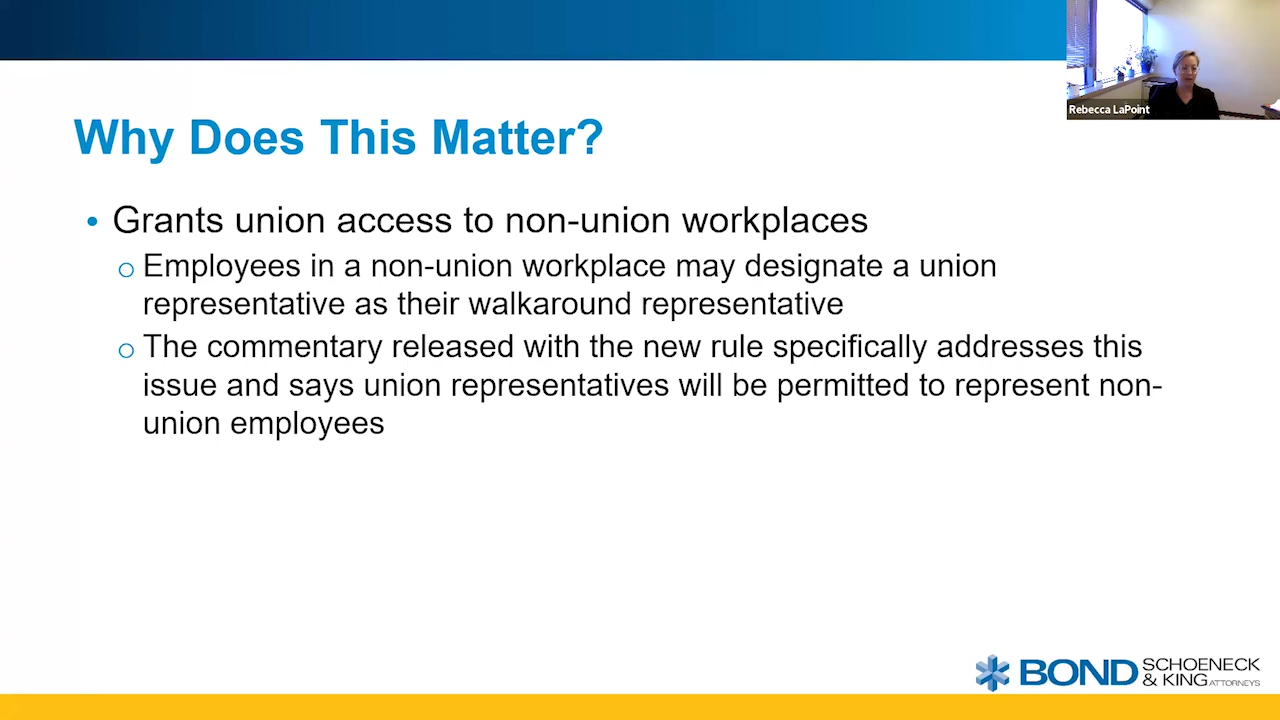 Rebecca LaPoint
Why Does This Matter?
• Grants union access to non-union workplaces
o Employees in a non-union workplace may designate a union
representative as their walkaround representative
o The commentary released with the new rule specifically addresses this
issue and says union representatives will be permitted to represent non-
union employees
BOND SCHOENECK
& KING ATTORNEYS